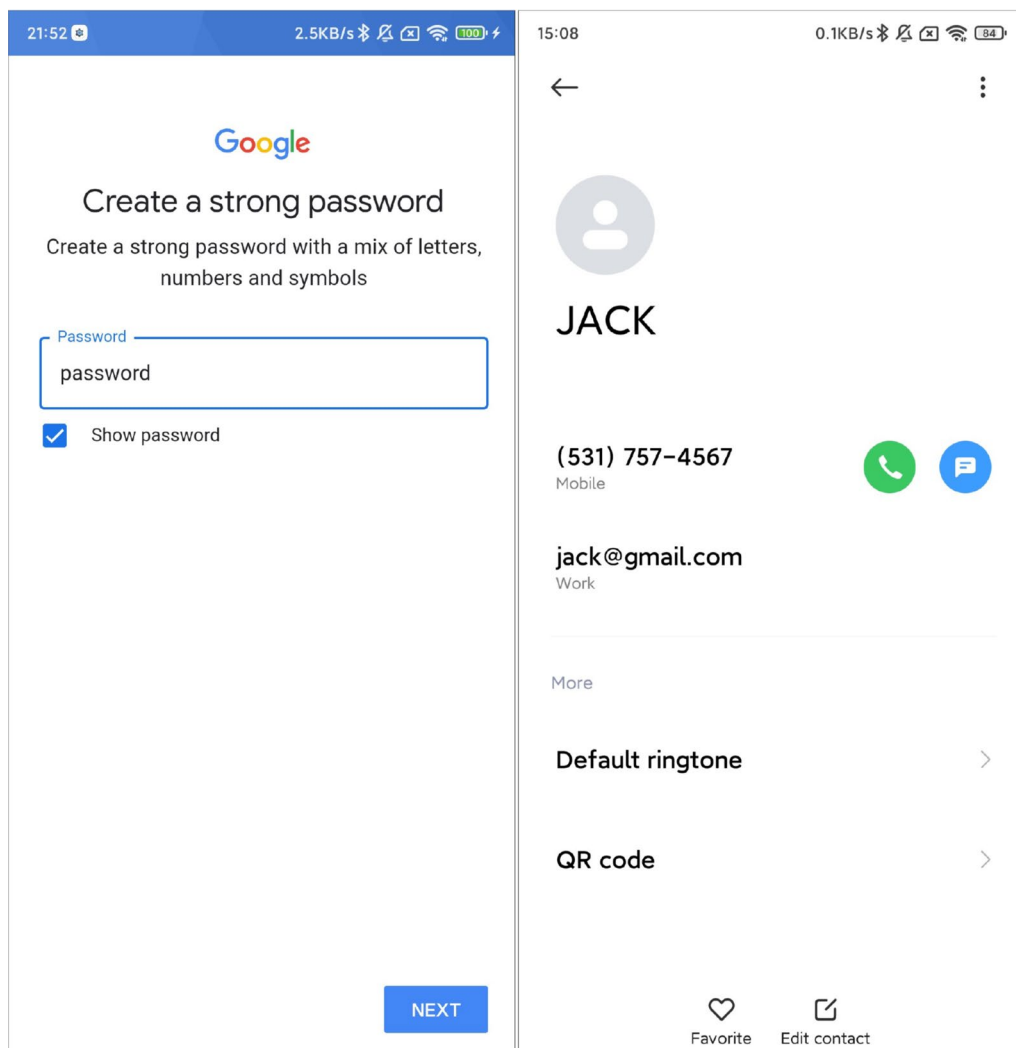 21:52 2.5KB/s 100
Google
Create a strong password
Create a strong password with a mix of letters,
numbers and symbols
Password
password
Show password
NEXT
15:08 0.1KB/s 84
JACK
(531) 757-4567
Mobile
jack@gmail.com
Work
More
Default ringtone
QR code
Favorite Edit contact